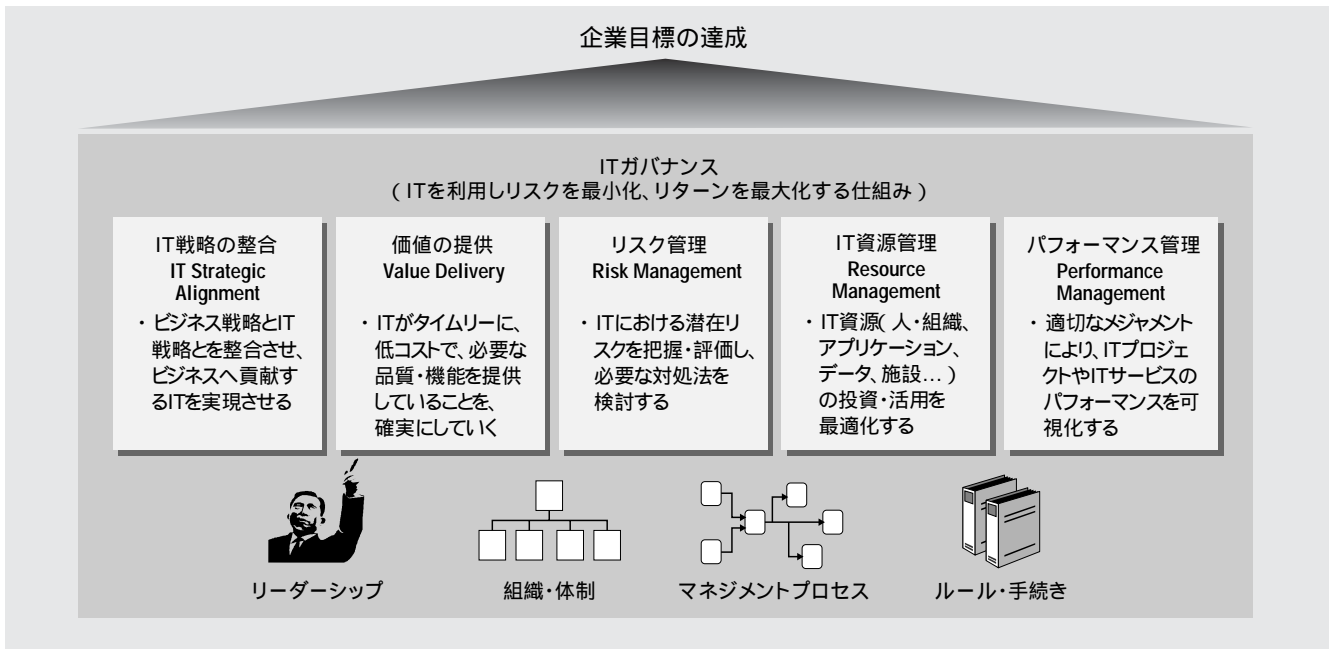 企業目標の達成
ITガバナンス
（ITを利用しリスクを最小化、リターンを最大化する仕組み）
IT戦略の整合
IT Strategic
Alignment
・ビジネス戦略とIT
戦略とを整合させ、
ビジネスへ貢献す
るITを実現させる
価値の提供
Value Delivery
・ITがタイムリーに、
低コストで、必要な
品質・機能を提供
していることを、
確実にしていく
リスク管理
Risk Management
・ITにおける潜在リ
スクを把握・評価し、
必要な対処法を
検討する
IT資源管理
Resource
Management
・IT資源（人・組織、
アプリケーション、
データ、施設…）
の投資・活用を
最適化する
パフォーマンス管理
Performance
Management
・適切なメジャメント
により、ITプロジェ
クトやITサービスの
パフォーマンスを可
視化する
リーダーシップ
組織・体制
マネジメントプロセス
ルール・手続き